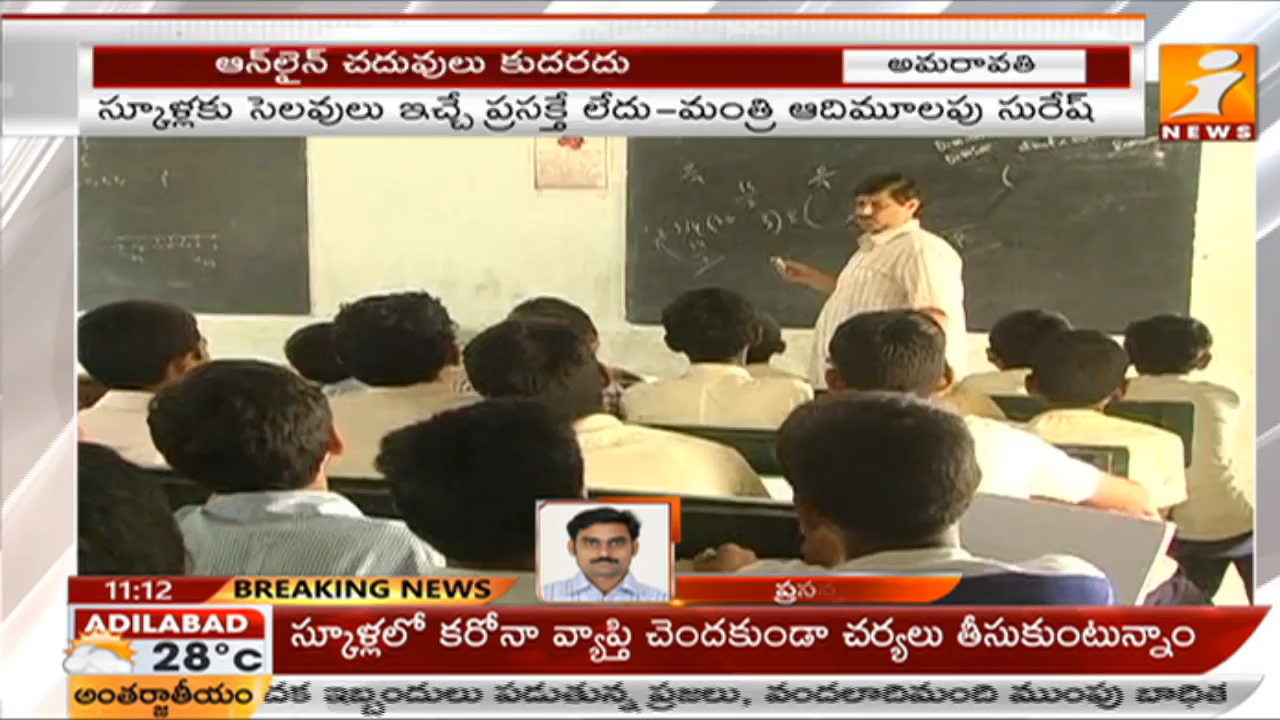 ఆన్‌లైన్ చదువులు కుదరదు
అమరావతి
స్కూళ్లకు సెలవులు ఇచ్చే ప్రసక్తే లేదు-మంత్రి ఆదిమూలపు సురేష్
i
NEWS
11:12
BREAKING NEWS
ADILABAD
28°C
స్కూళ్లలో కరోనా వ్యాప్తి చెందకుండా చర్యలు తీసుకుంటున్నాం
అంతర్జాతీయం
ముంపు బాధిత